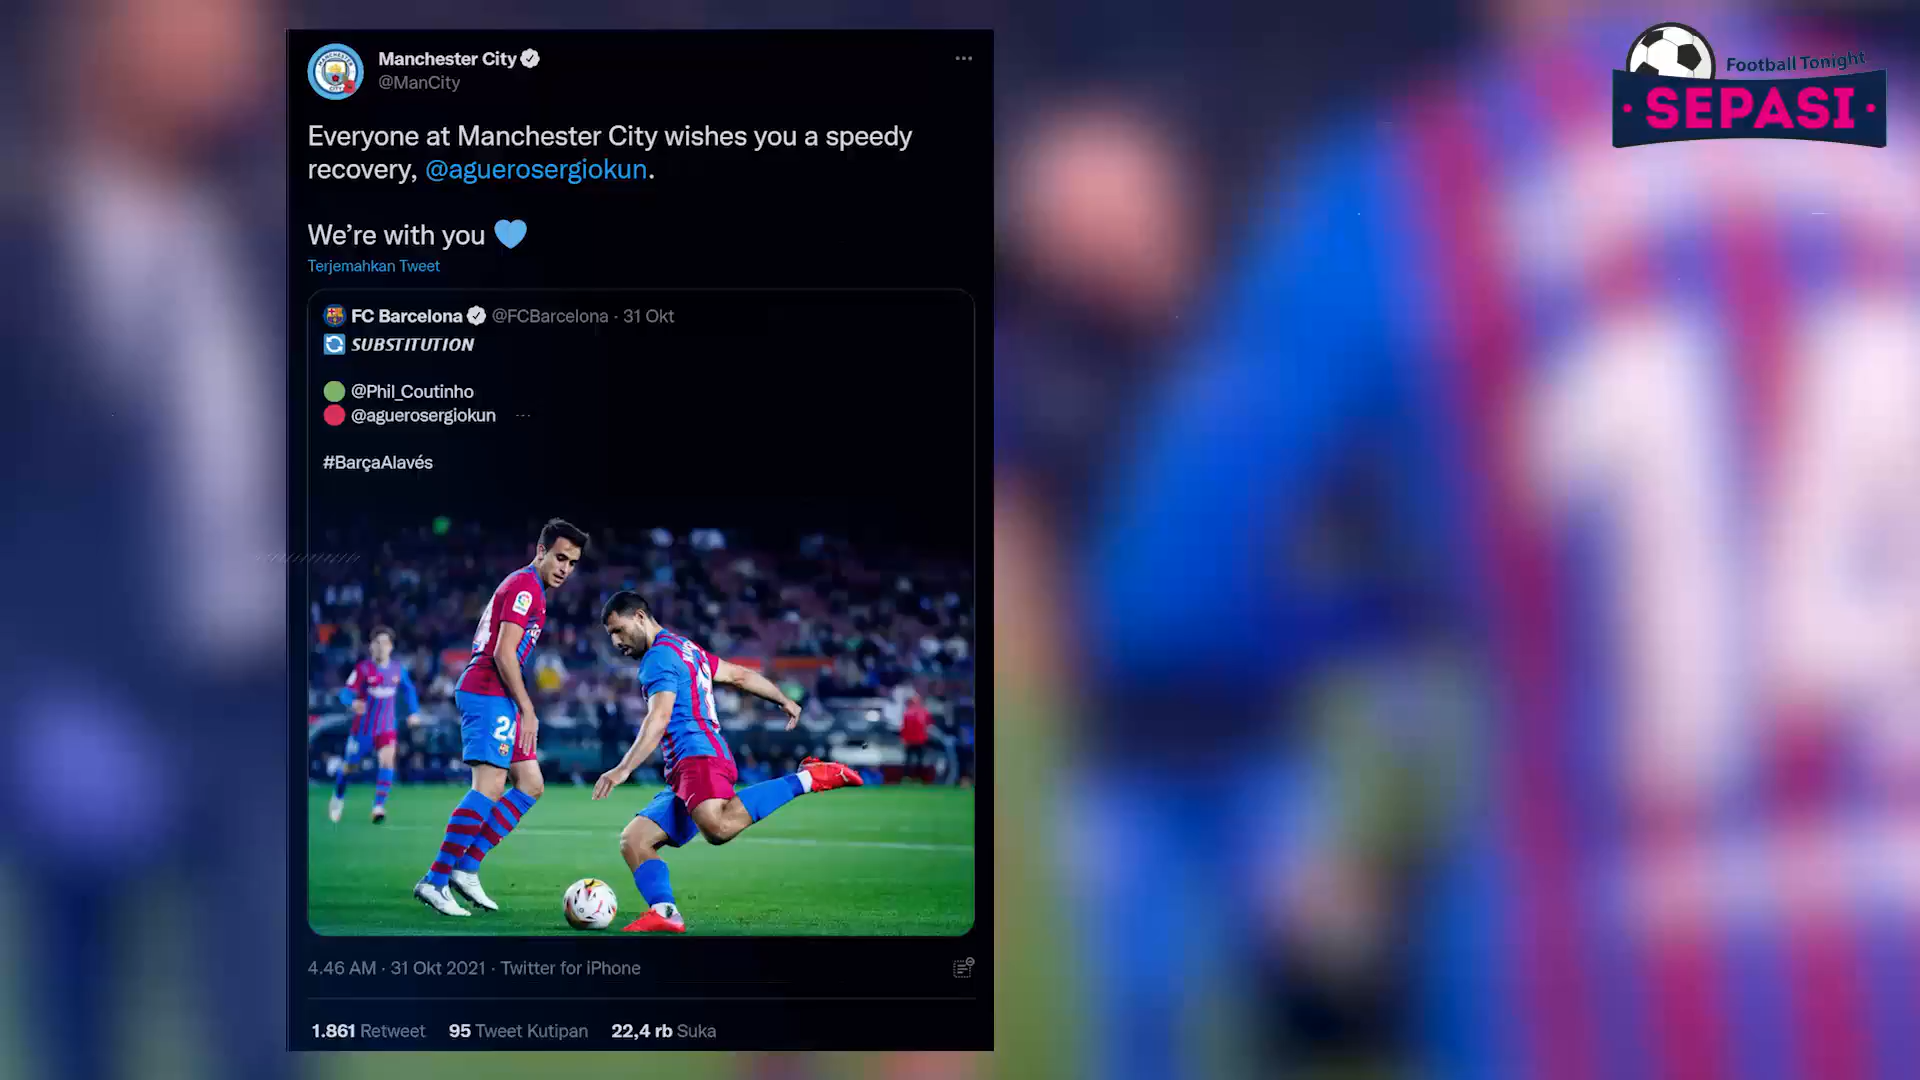 Manchester City
@ManCity
Everyone at Manchester City wishes you a speedy
recovery, @aguerosergiokun.
We're with you
Terjemahkan Tweet
FC Barcelona @FCBarcelona · 31 Okt
SUBSTITUTION
@Phil_Coutinho
@aguerosergiokun
#BarçaAlavés
24
4.46 AM · 31 Okt 2021 · Twitter for iPhone
1.861 Retweet 95 Tweet Kutipan 22,4 rb Suka
Football Tonight
· SEPASI ·